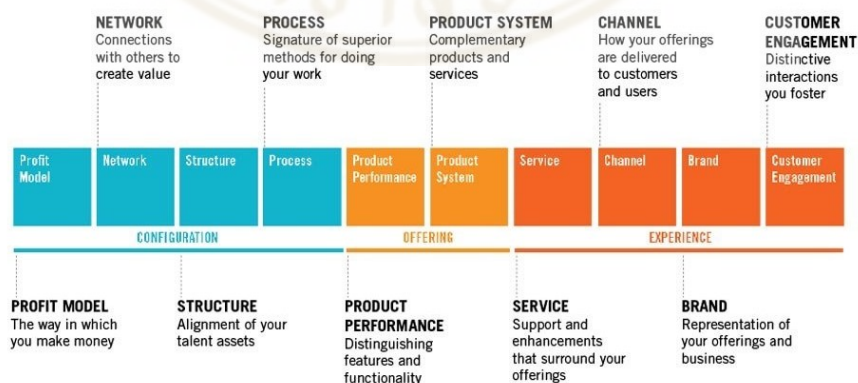 NETWORK
Connections
with others to
create value
PROCESS
Signature of superior
methods for doing
your work
PRODUCT SYSTEM
Complementary
products and
services
CHANNEL
How your offerings
are delivered
to customers
and users
CUSTOMER
ENGAGEMENT
Distinctive
interactions
you foster
Profit
Model
Network
Structure
Process
Product
Performance
Product
System
Service
Channel
Brand
Customer
Engagement
CONFIGURATION
OFFERING
EXPERIENCE
PROFIT MODEL
The way in which
you make money
STRUCTURE
Alignment of your
talent assets
PRODUCT
PERFORMANCE
Distinguishing
features and
functionality
SERVICE
Support and
enhancements
that surround your
offerings
BRAND
Representation of
your offerings and
business